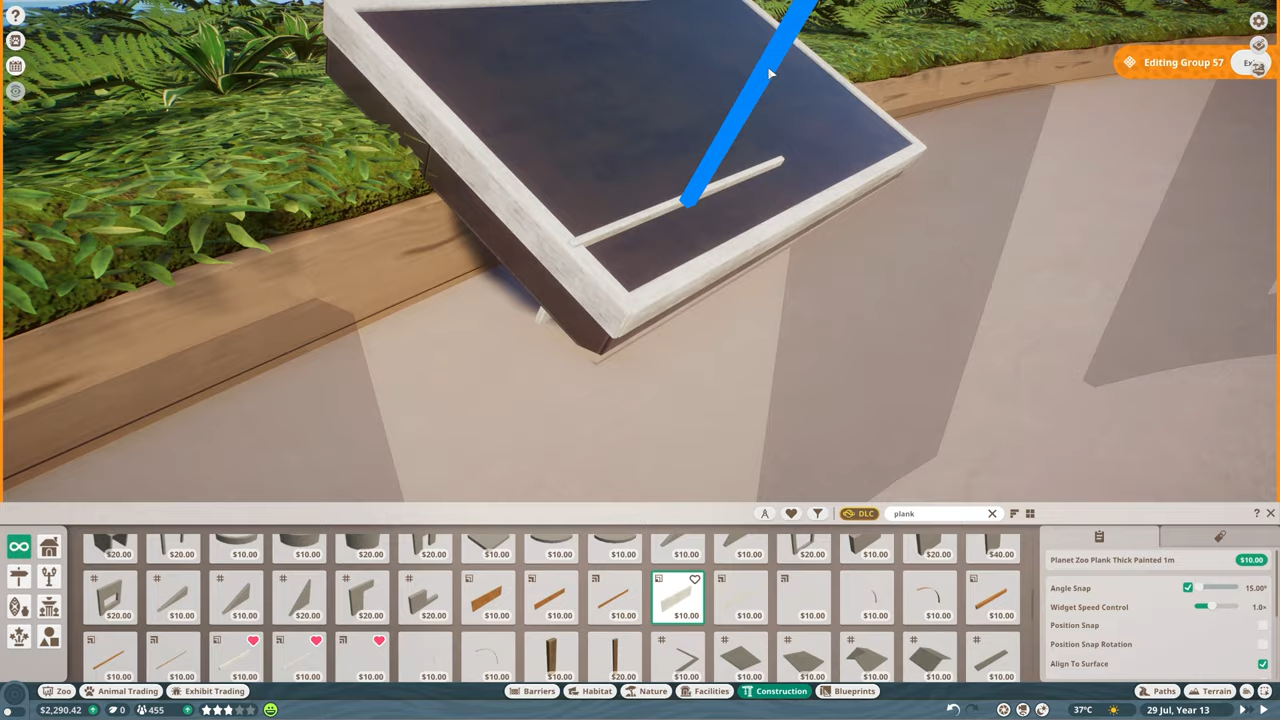 Editing Group 57
DLC
plank
$20.00 $20.00 $10.00 $10.00 $20.00 $20.00 $10.00 $10.00 $10.00 $10.00 $10.00 $20.00 $20.00 $20.00 $40.00
Planet Zoo Plank Thick Painted 1m $10.00
$20.00 $10.00 $10.00 $10.00 $20.00 $20.00 $10.00 $10.00 $10.00 $10.00 $10.00 $10.00 $10.00 $10.00 $10.00
Angle Snap 15.00°
Widget Speed Control 1.0×
Position Snap
Position Snap Rotation
Align To Surface
$10.00 $10.00 $10.00 $10.00 $10.00 $10.00 $10.00 $10.00 $20.00 $10.00 $10.00 $10.00 $10.00 $10.00 $10.00
Zoo Animal Trading Exhibit Trading Barriers Habitat Nature Facilities Construction Blueprints Paths Terrain
$2,290.42 0 455 37°C 29 Jul, Year 13